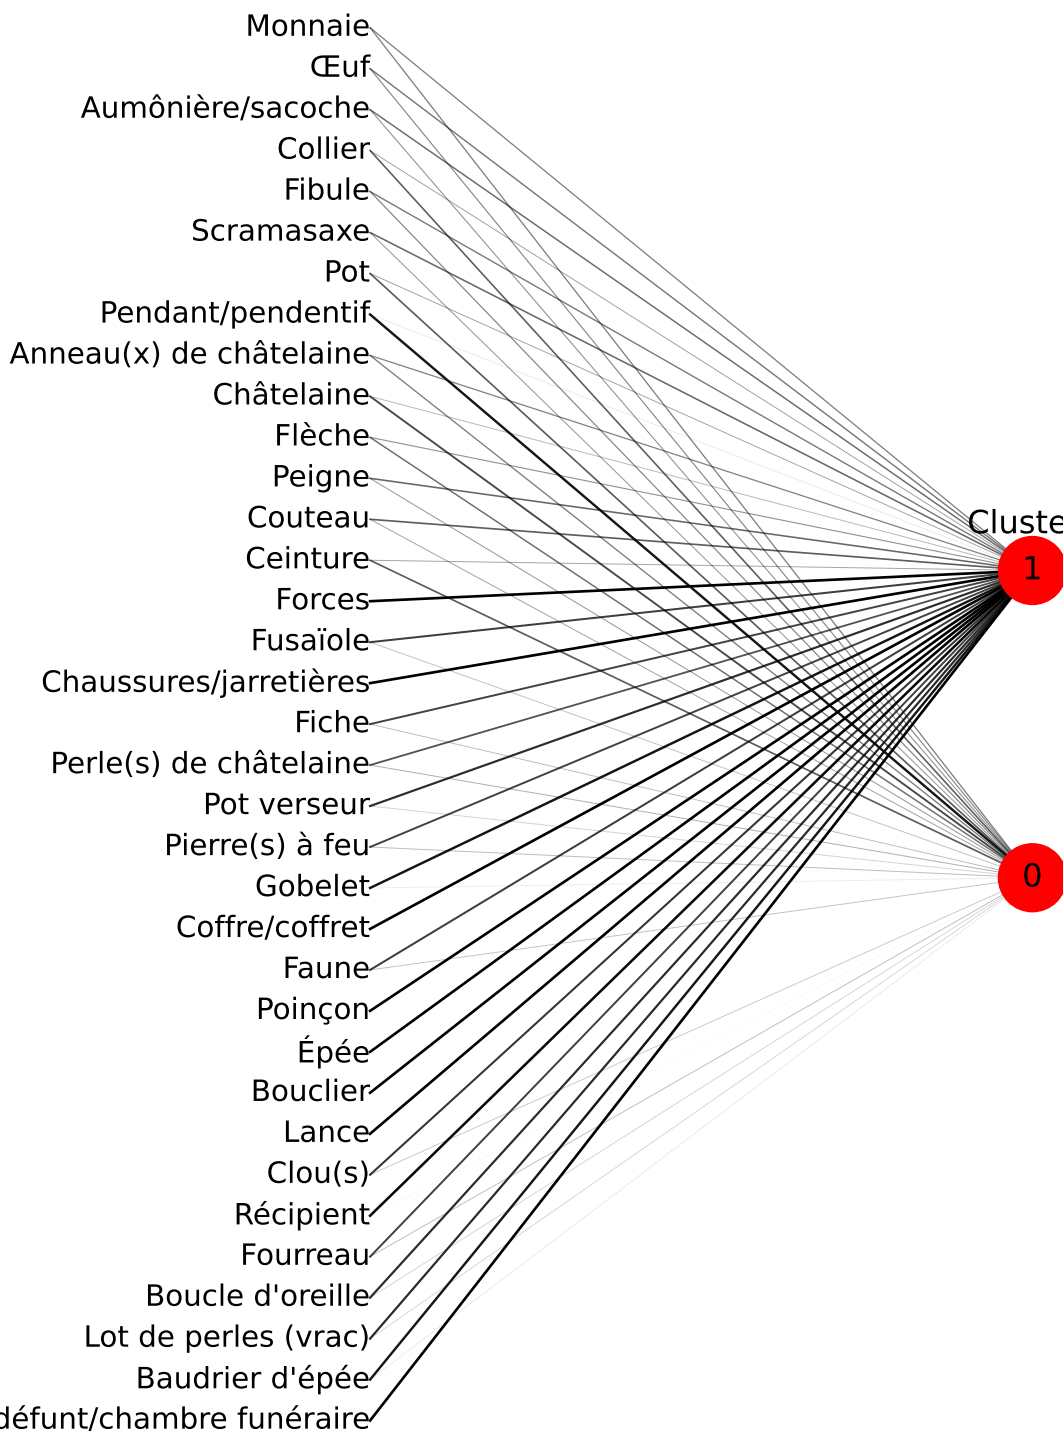 Monnaie
Œuf
Aumônière/sacoche
Collier
Fibule
Scramasaxe
Pot
Pendant/pendentif
Anneau(x) de châtelaine
Châtelaine
Flèche
Peigne
Cluste
Couteau
Ceinture
1
Forces
Fusaïole
Chaussures/jarretières
Fiche
Perle(s) de châtelaine
Pot verseur
Pierre(s) à feu
0
Gobelet
Coffre/coffret
Faune
Poinçon
Épée
Bouclier
Lance
Clou(s)
Récipient
Fourreau
Boucle d'oreille
Lot de perles (vrac)
Baudrier d'épée
défunt/chambre funéraire